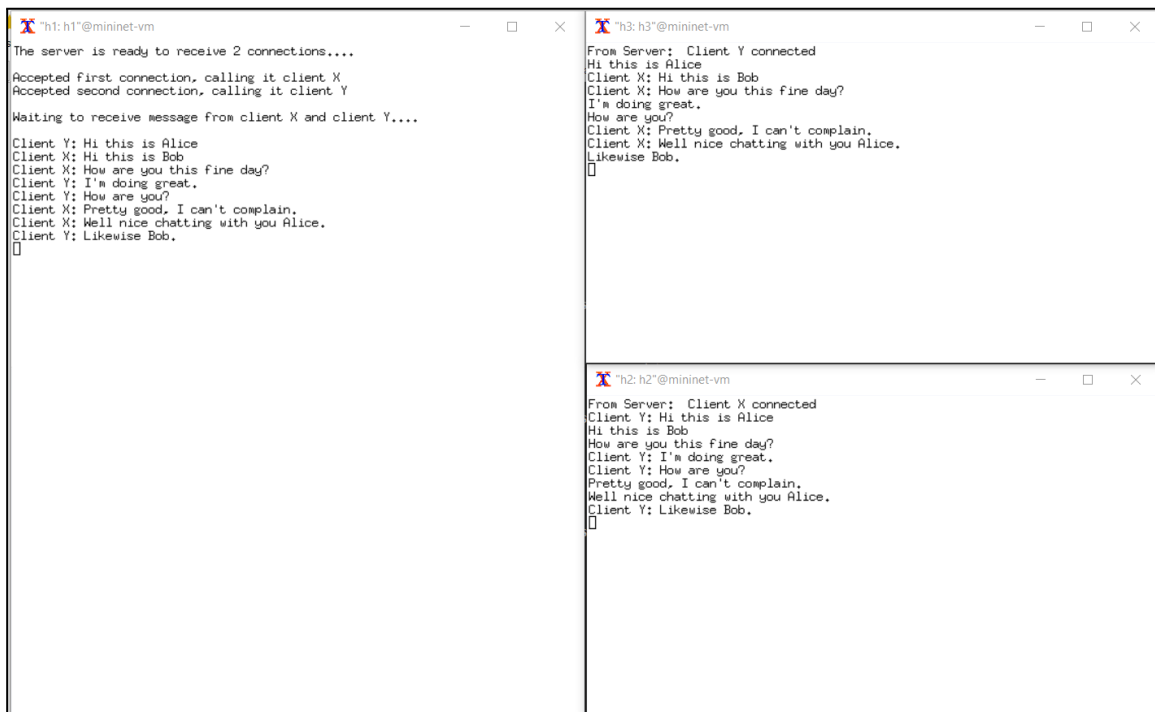 "h1: h1"@mininet-vm
The server is ready to receive 2 connections....
Accepted first connection, calling it client X
Accepted second connection, calling it client Y
Waiting to receive message from client X and client Y....
Client Y: Hi this is Alice
Client X: Hi this is Bob
Client X: How are you this fine day?
Client Y: I'm doing great.
Client Y: How are you?
Client X: Pretty good, I can't complain.
Client X: Well nice chatting with you Alice.
Client Y: Likewise Bob.
"h3: h3"@mininet-vm
From Server:  Client Y connected
Hi this is Alice
Client X: Hi this is Bob
Client X: How are you this fine day?
I'm doing great.
How are you?
Client X: Pretty good, I can't complain.
Client X: Well nice chatting with you Alice.
Likewise Bob.
"h2: h2"@mininet-vm
From Server:  Client X connected
Client Y: Hi this is Alice
Hi this is Bob
How are you this fine day?
Client Y: I'm doing great.
Client Y: How are you?
Pretty good, I can't complain.
Well nice chatting with you Alice.
Client Y: Likewise Bob.